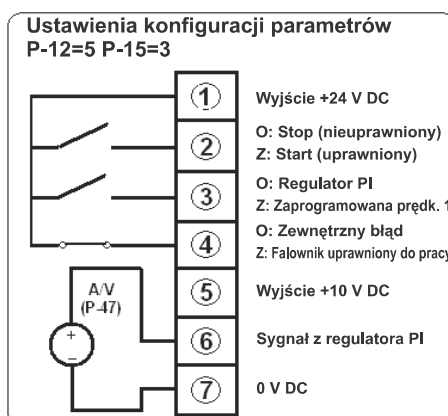 Ustawienia konfiguracji parametrów
P-12=5 P-15=3
1 Wyjście +24 V DC
2 O: Stop (nieuprawniony)
Z: Start (uprawniony)
3 O: Regulator PI
Z: Zaprogramowana prędk. 1
4 O: Zewnętrzny błąd
Z: Falownik uprawniony do pracy
5 Wyjście +10 V DC
A/V
(P-47)
+
−
6 Sygnał z regulatora PI
7 0 V DC